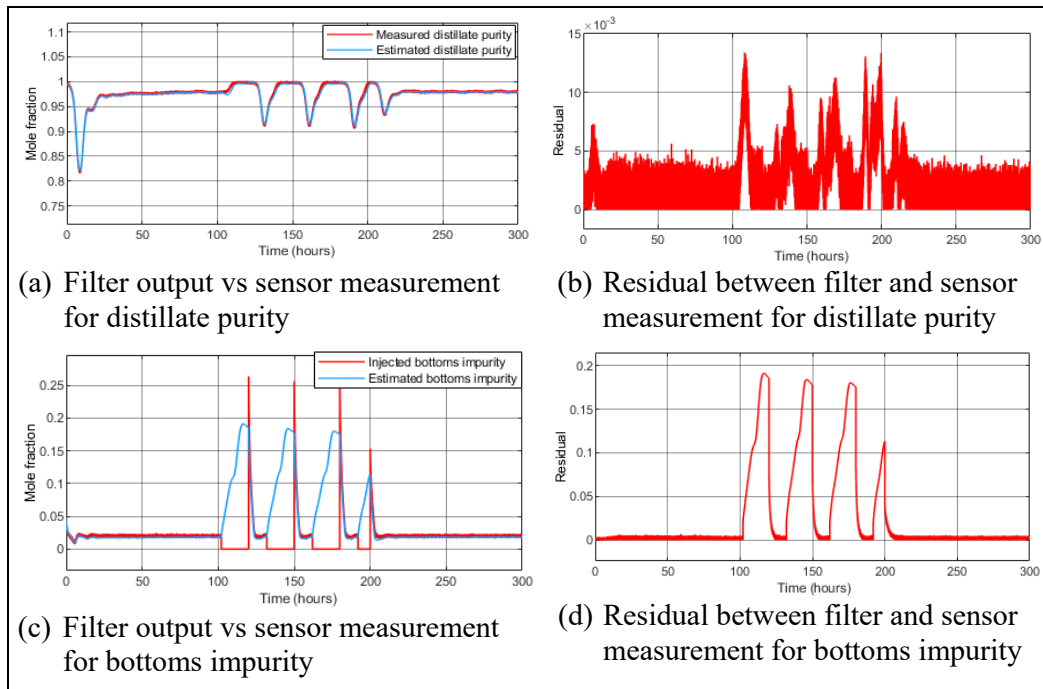 1.1
1.05
1
0.95
0.9
0.85
0.8
0.75
Mole fraction
Measured distillate purity
Estimated distillate purity
0 50 100 150 200 250 300
Time (hours)
(a) Filter output vs sensor measurement
for distillate purity
×10-3
15
10
5
0
Residual
0 50 100 150 200 250 300
Time (hours)
(b) Residual between filter and sensor
measurement for distillate purity
0.25
0.2
0.15
0.1
0.05
0
Mole fraction
Injected bottoms impurity
Estimated bottoms impurity
0 50 100 150 200 250 300
Time (hours)
(c) Filter output vs sensor measurement
for bottoms impurity
0.2
0.15
0.1
0.05
0
Residual
0 50 100 150 200 250 300
Time (hours)
(d) Residual between filter and sensor
measurement for bottoms impurity